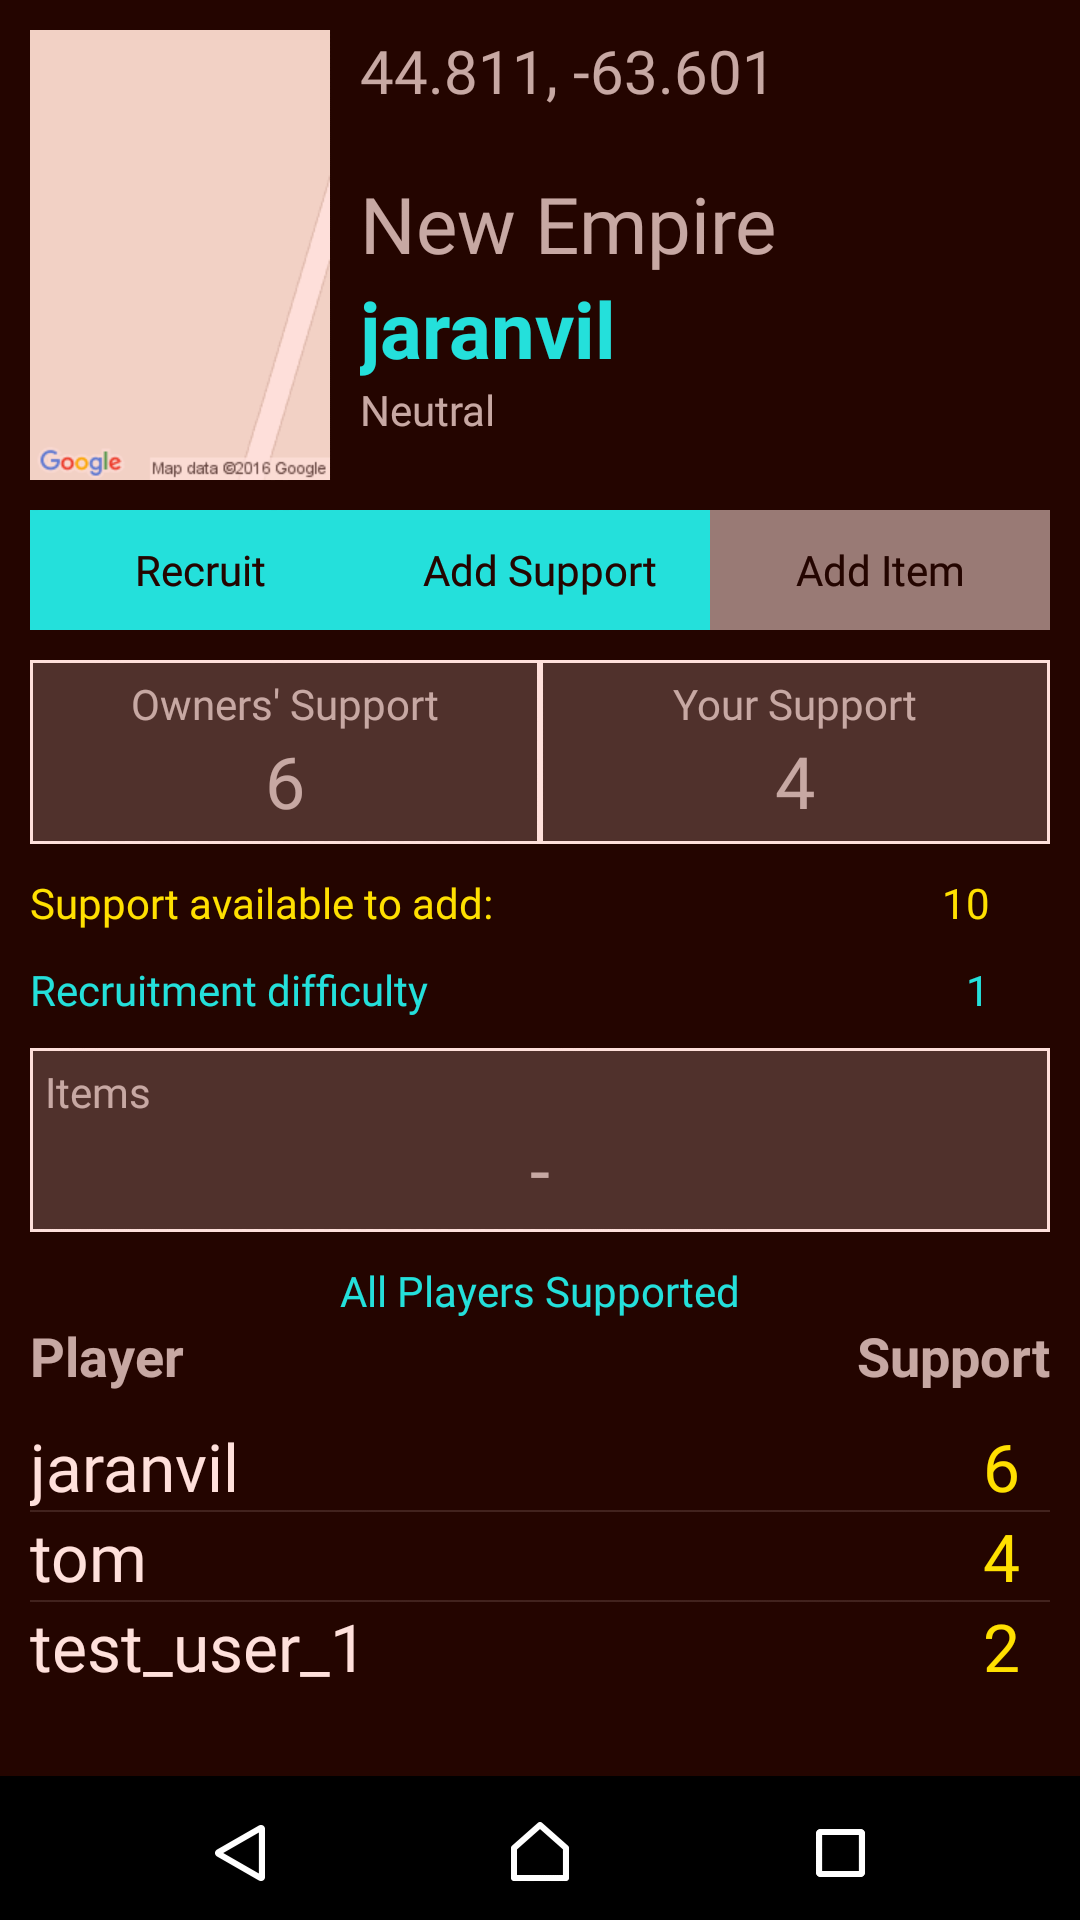 44.811, -63.601
New Empire
jaranvil
Neutral
Google
Map data ©2016 Google
Recruit Add Support Add Item
Owners' Support Your Support
6 4
Support available to add: 10
Recruitment difficulty 1
Items
-
All Players Supported
Player Support
jaranvil 6
tom 4
test_user_1 2